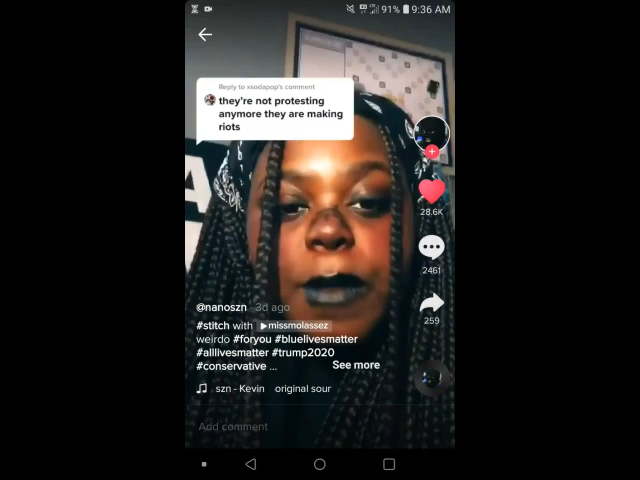 91% 9:36 AM
Reply to xsodapop's comment
they're not protesting
anymore they are making
riots
A
28.6K
2461
259
@nanoszn · 3d ago
#stitch with ▶missmolassez
weirdo #foryou #bluelivesmatter
#alllivesmatter #trump2020
#conservative ... See more
szn - Kevin original sour
Add comment